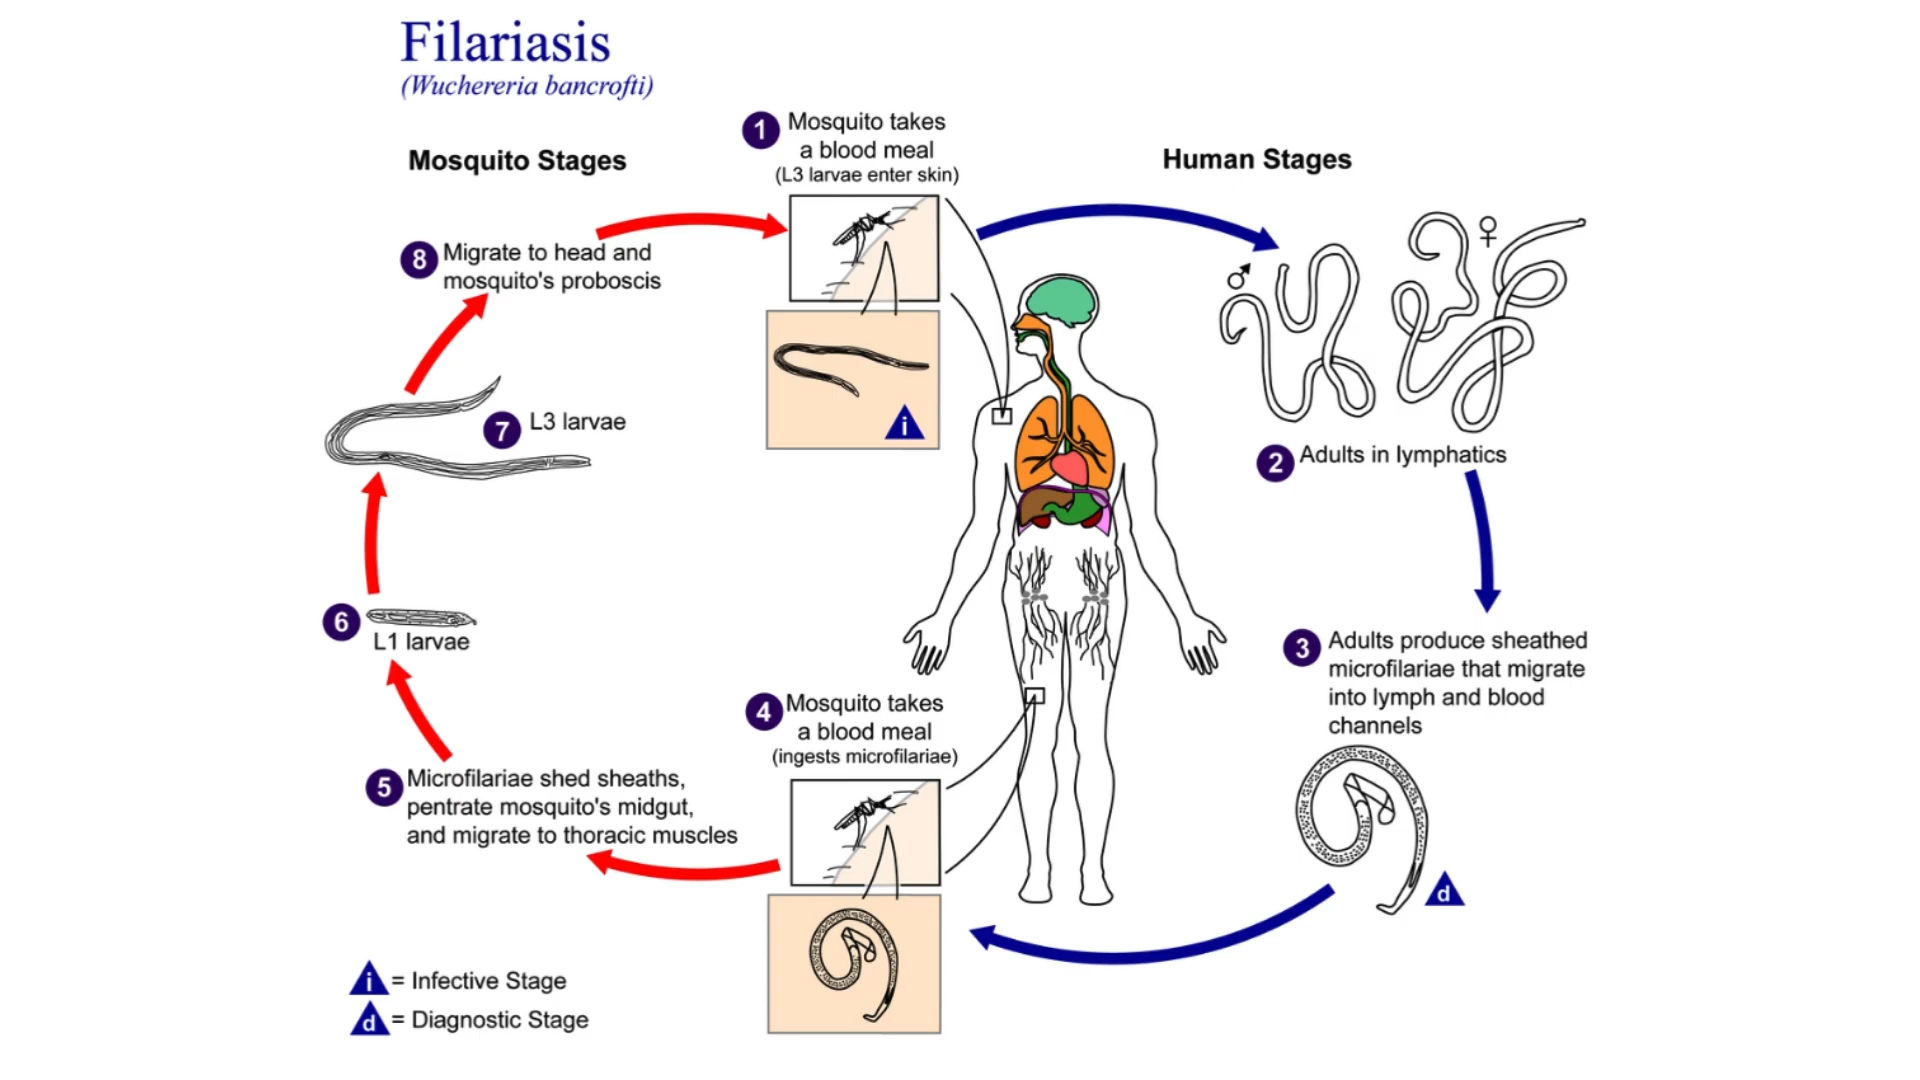 Filariasis
(Wuchereria bancrofti)
Mosquito Stages
Human Stages
1 Mosquito takes
a blood meal
(L3 larvae enter skin)
i
♂
♀
2 Adults in lymphatics
3 Adults produce sheathed
microfilariae that migrate
into lymph and blood
channels
d
4 Mosquito takes
a blood meal
(ingests microfilariae)
5 Microfilariae shed sheaths,
pentrate mosquito's midgut,
and migrate to thoracic muscles
6
L1 larvae
7 L3 larvae
8 Migrate to head and
mosquito's proboscis
i = Infective Stage
d = Diagnostic Stage